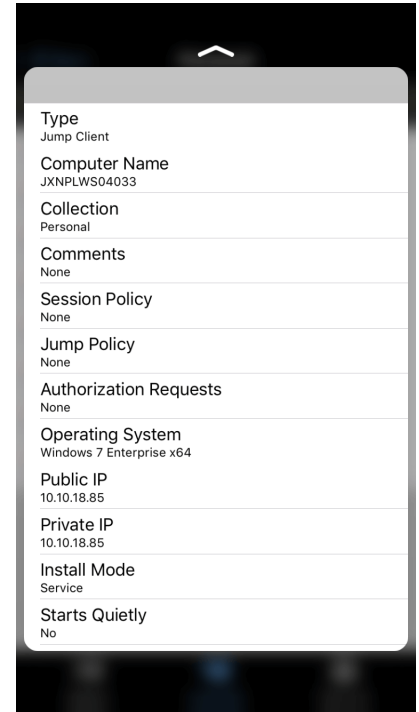 Type
Jump Client
Computer Name
JXNPLWS04033
Collection
Personal
Comments
None
Session Policy
None
Jump Policy
None
Authorization Requests
None
Operating System
Windows 7 Enterprise x64
Public IP
10.10.18.85
Private IP
10.10.18.85
Install Mode
Service
Starts Quietly
No